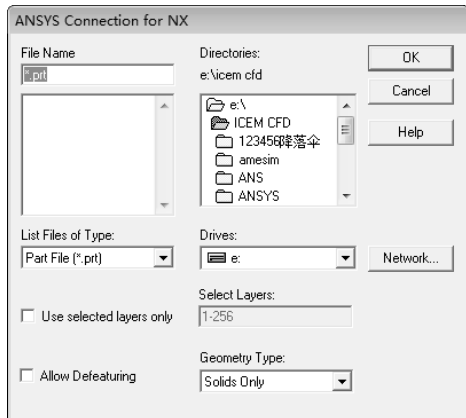 ANSYS Connection for NX
File Name
*.prt
Directories:
e:\icem cfd
OK
Cancel
Help
e:\
ICEM CFD
123456降落伞
amesim
ANS
ANSYS
List Files of Type:
Part File (*.prt)
Drives:
e:
Network...
Use selected layers only
Select Layers:
1-256
Allow Defeaturing
Geometry Type:
Solids Only